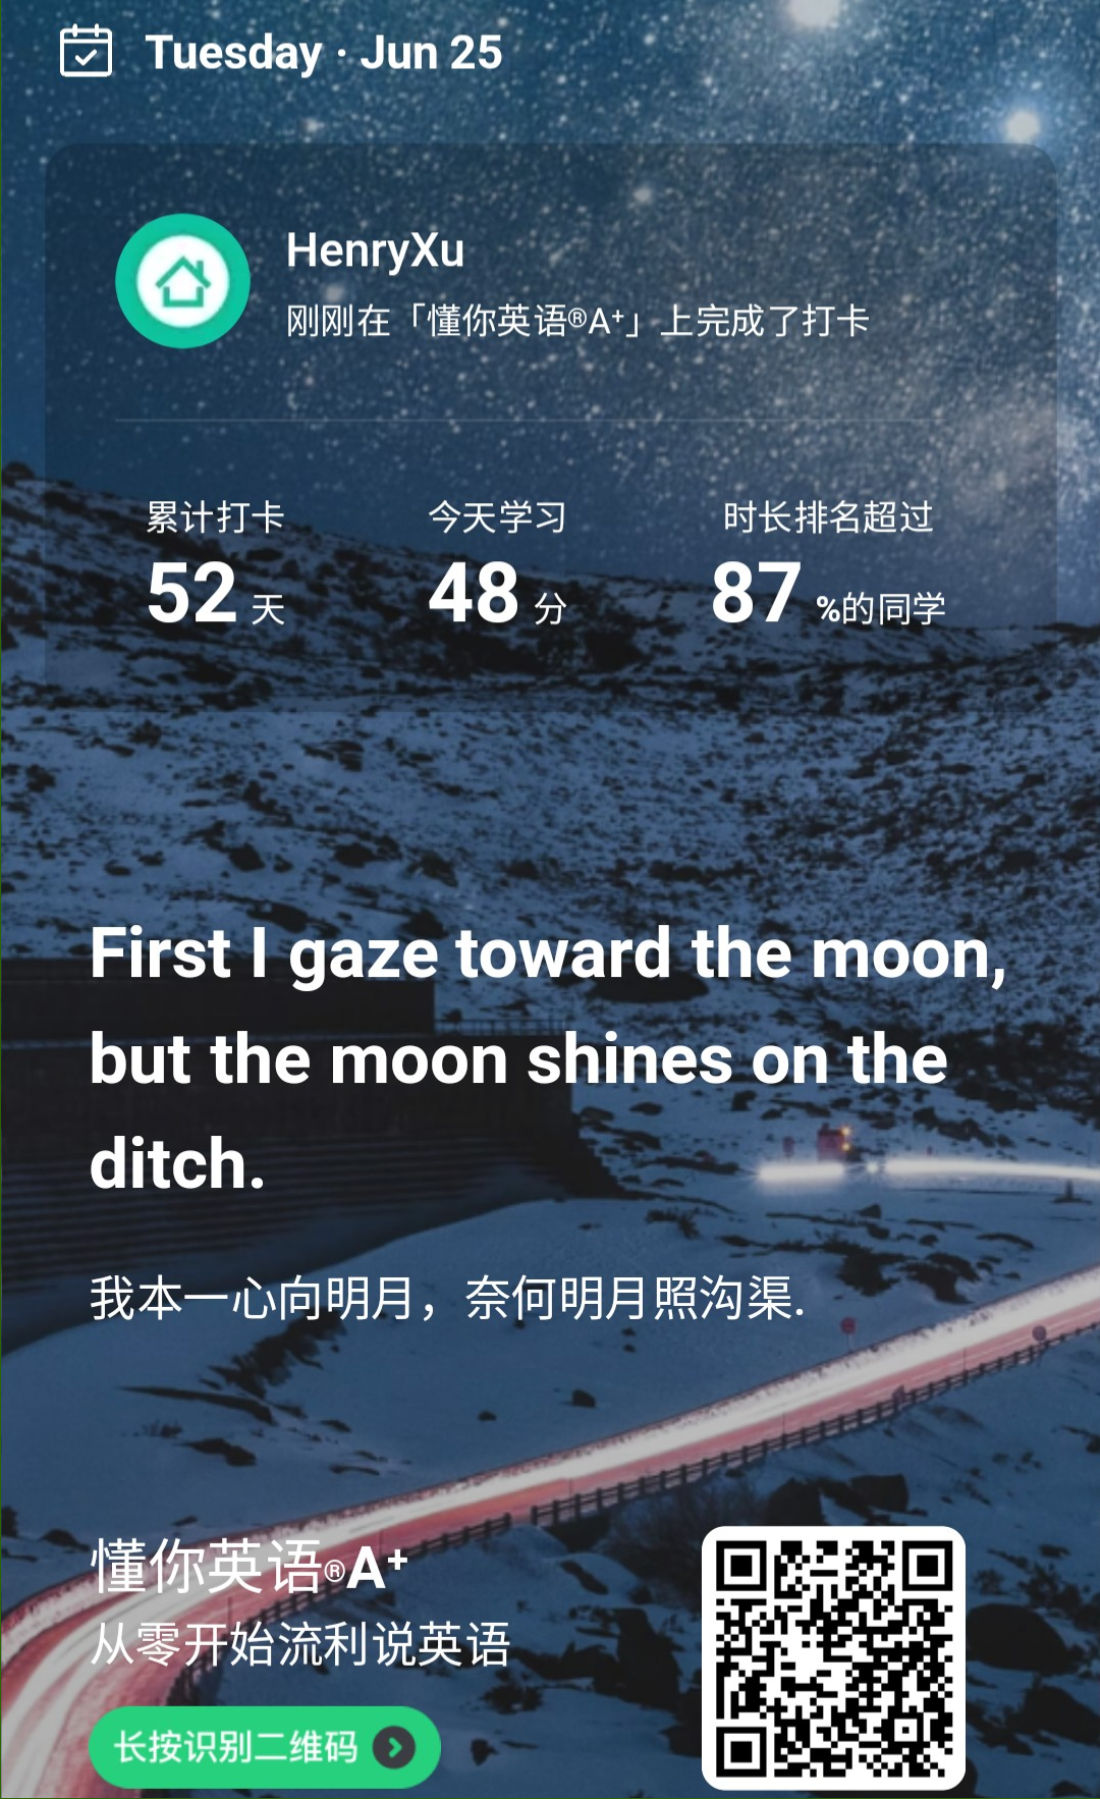 Tuesday · Jun 25
HenryXu
刚刚在「懂你英语®A⁺」上完成了打卡
累计打卡 今天学习 时长排名超过
52 天 48 分 87 %的同学
First I gaze toward the moon,
but the moon shines on the
ditch.
我本一心向明月，奈何明月照沟渠.
懂你英语®A⁺
从零开始流利说英语
长按识别二维码